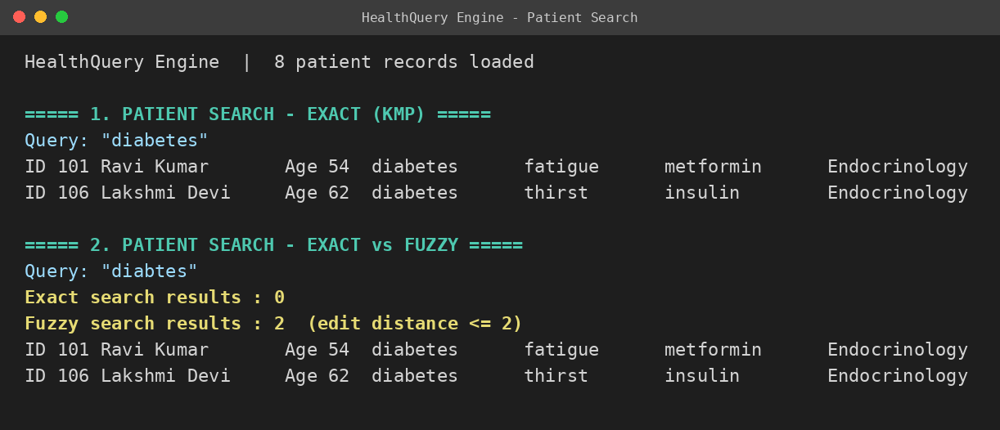 HealthQuery Engine - Patient Search
HealthQuery Engine  |  8 patient records loaded
===== 1. PATIENT SEARCH - EXACT (KMP) =====
Query: "diabetes"
ID 101 Ravi Kumar       Age 54  diabetes      fatigue      metformin      Endocrinology
ID 106 Lakshmi Devi     Age 62  diabetes      thirst       insulin        Endocrinology
===== 2. PATIENT SEARCH - EXACT vs FUZZY =====
Query: "diabtes"
Exact search results : 0
Fuzzy search results : 2  (edit distance <= 2)
ID 101 Ravi Kumar       Age 54  diabetes      fatigue      metformin      Endocrinology
ID 106 Lakshmi Devi     Age 62  diabetes      thirst       insulin        Endocrinology